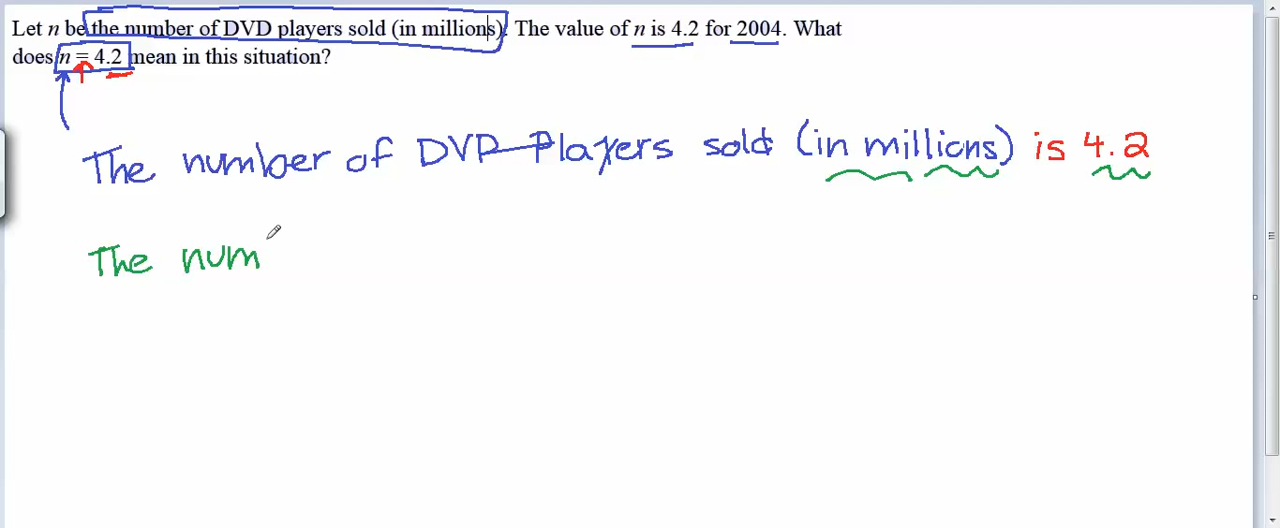 Let n be the number of DVD players sold (in millions). The value of n is 4.2 for 2004. What
does n = 4.2 mean in this situation?
The number of DVD Players sold (in millions) is 4.2
The num